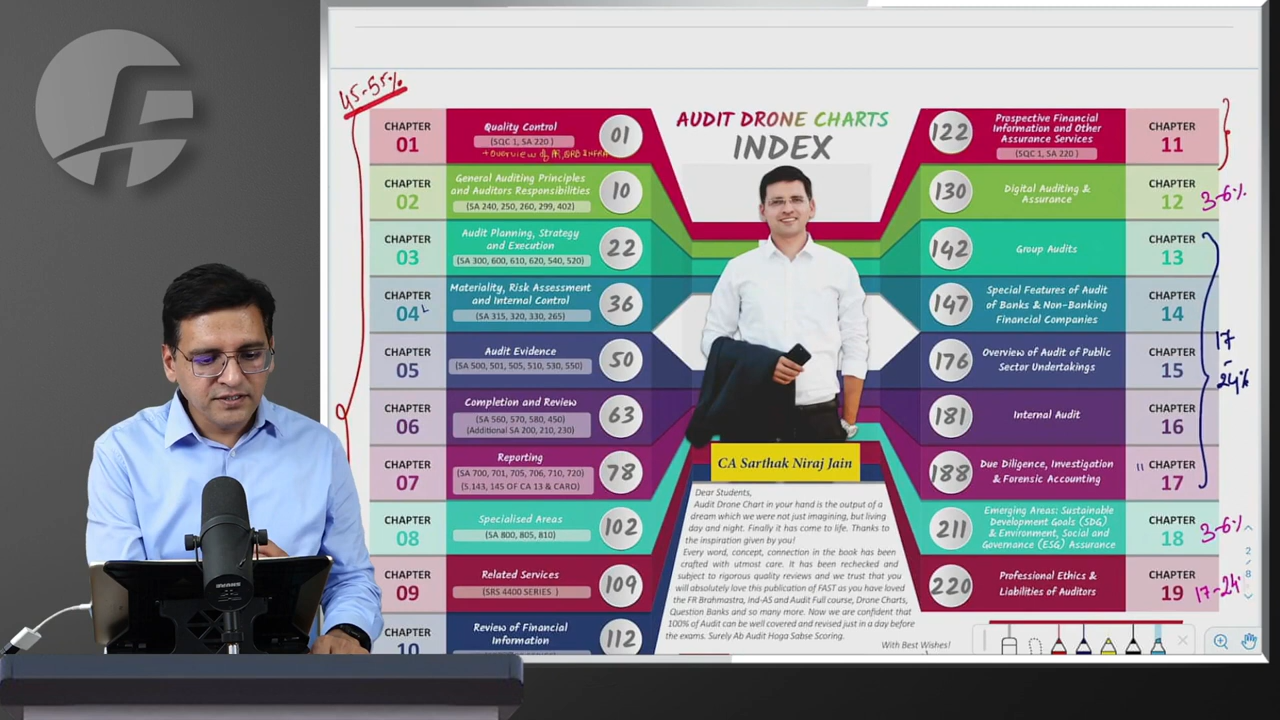 45-55%
AUDIT DRONE CHARTS
INDEX
CHAPTER
01
Quality Control
(SQC 1, SA 220 )
+ Overview of
01
CHAPTER
02
General Auditing Principles
and Auditors Responsibilities
(SA 240, 250, 260, 299, 402)
10
CHAPTER
03
Audit Planning, Strategy
and Execution
(SA 300, 600, 610, 620, 540, 520)
22
CHAPTER
04
Materiality, Risk Assessment
and Internal Control
(SA 315, 320, 330, 265)
36
CHAPTER
05
Audit Evidence
(SA 500, 501, 505, 510, 530, 550)
50
CHAPTER
06
Completion and Review
(SA 560, 570, 580, 450)
(Additional SA 200, 210, 230)
63
CHAPTER
07
Reporting
(SA 700, 701, 705, 706, 710, 720)
(S.143, 145 OF CA 13 & CARO)
78
CHAPTER
08
Specialised Areas
(SA 800, 805, 810)
102
CHAPTER
09
Related Services
(SRS 4400 SERIES )
109
CHAPTER
10
Review of Financial
Information
112
122
Prospective Financial
Information and Other
Assurance Services
(SQC 1, SA 220 )
CHAPTER
11
130
Digital Auditing &
Assurance
CHAPTER
12
3-6%
142
Group Audits
CHAPTER
13
147
Special Features of Audit
of Banks & Non-Banking
Financial Companies
CHAPTER
14
176
Overview of Audit of Public
Sector Undertakings
CHAPTER
15
17
-
24%
181
Internal Audit
CHAPTER
16
188
Due Diligence, Investigation
& Forensic Accounting
CHAPTER
17
211
Emerging Areas: Sustainable
Development Goals (SDG)
& Environment, Social and
Governance (ESG) Assurance
CHAPTER
18
3-6%
220
Professional Ethics &
Liabilities of Auditors
CHAPTER
19
17-24%
2
/
8
CA Sarthak Niraj Jain
Dear Students,
Audit Drone Chart in your hand is the output of a
dream which we were not just imagining, but living
day and night. Finally it has come to life. Thanks to
the inspiration given by you!
Every word, concept, connection in the book has been
crafted with utmost care. It has been rechecked and
subject to rigorous quality reviews and we trust that you
will absolutely love this publication of FAST as you have loved
the FR Brahmastra, Ind-AS and Audit Full course, Drone Charts,
Question Banks and so many more. Now we are confident that
100% of Audit can be well covered and revised just in a day before
the exams. Surely Ab Audit Hoga Sabse Scoring.
With Best Wishes!